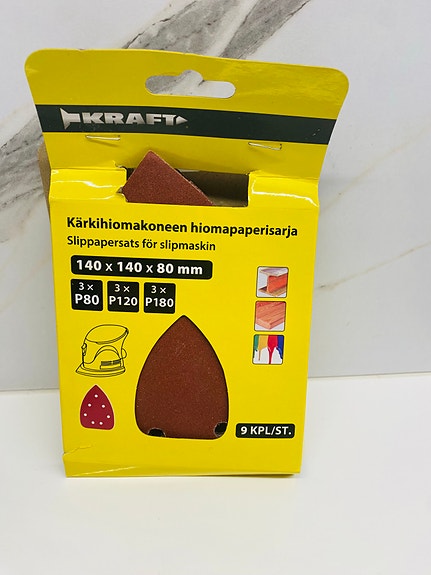 KRAFT
Kärkihiomakoneen hiomapaperisarja
Slippapersats för slipmaskin
140 x 140 x 80 mm
3 × 3 × 3 ×
P80 P120 P180
9 KPL/ST.